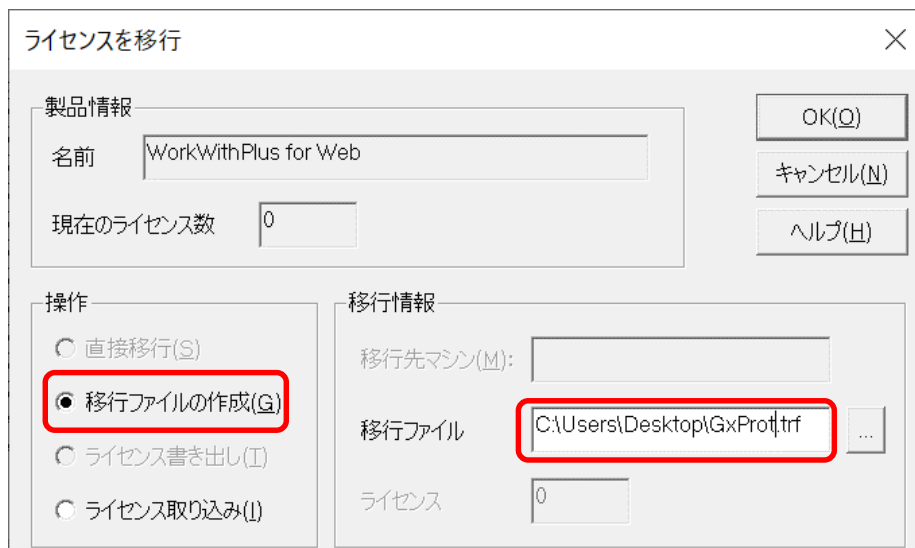 ライセンスを移行
製品情報
名前 WorkWithPlus for Web
現在のライセンス数 0
OK(O)
キャンセル(N)
ヘルプ(H)
操作
直接移行(S)
移行ファイルの作成(G)
ライセンス書き出し(T)
ライセンス取り込み(I)
移行情報
移行先マシン(M):
移行ファイル C:\Users\Desktop\GxProt.trf ...
ライセンス 0